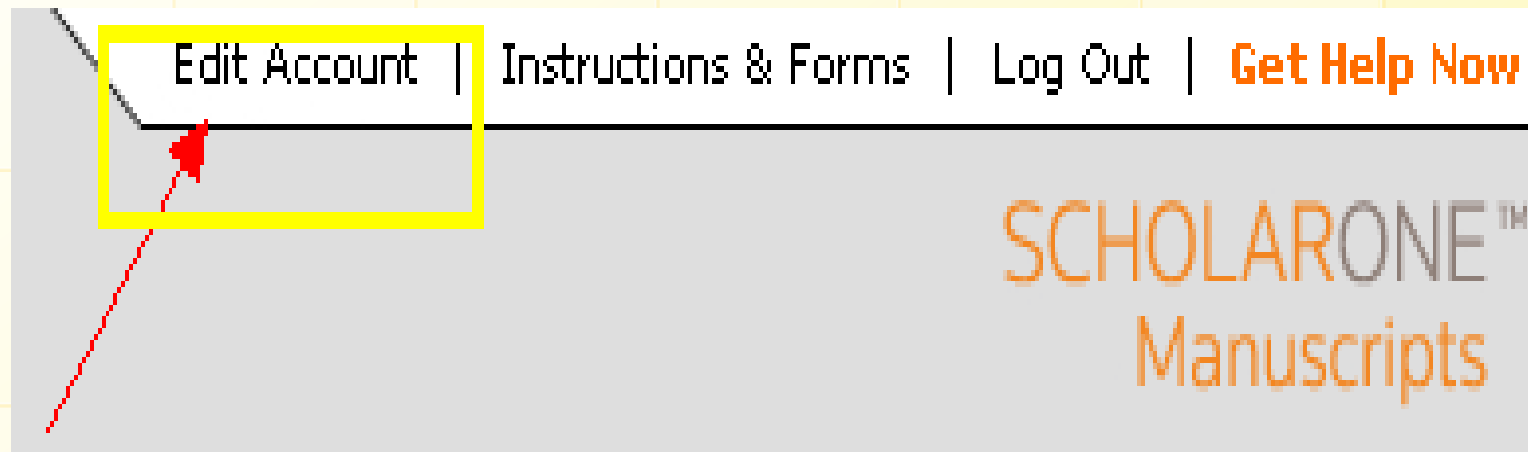 Edit Account | Instructions & Forms | Log Out | Get Help Now
SCHOLARONE™
Manuscripts